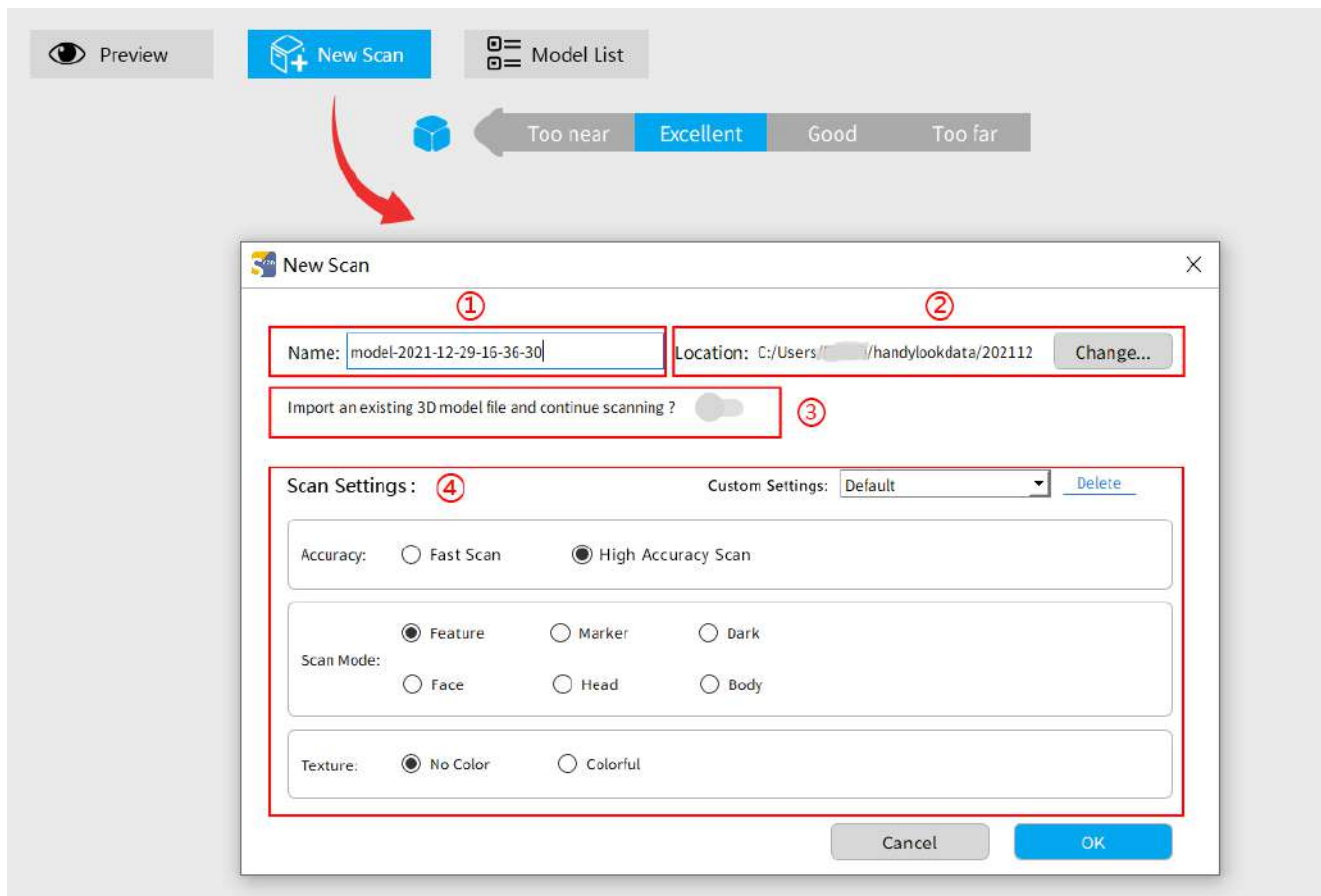 Preview New Scan Model List
Too near Excellent Good Too far
Scan New Scan
① ②
Name: model-2021-12-29-16-36-30 Location: C:/Users/ /handylookdata/202112 Change...
Import an existing 3D model file and continue scanning ? ③
Scan Settings: ④ Custom Settings: Default Delete
Accuracy: Fast Scan High Accuracy Scan
Feature Marker Dark
Scan Mode:
Face Head Body
Texture: No Color Colorful
Cancel OK